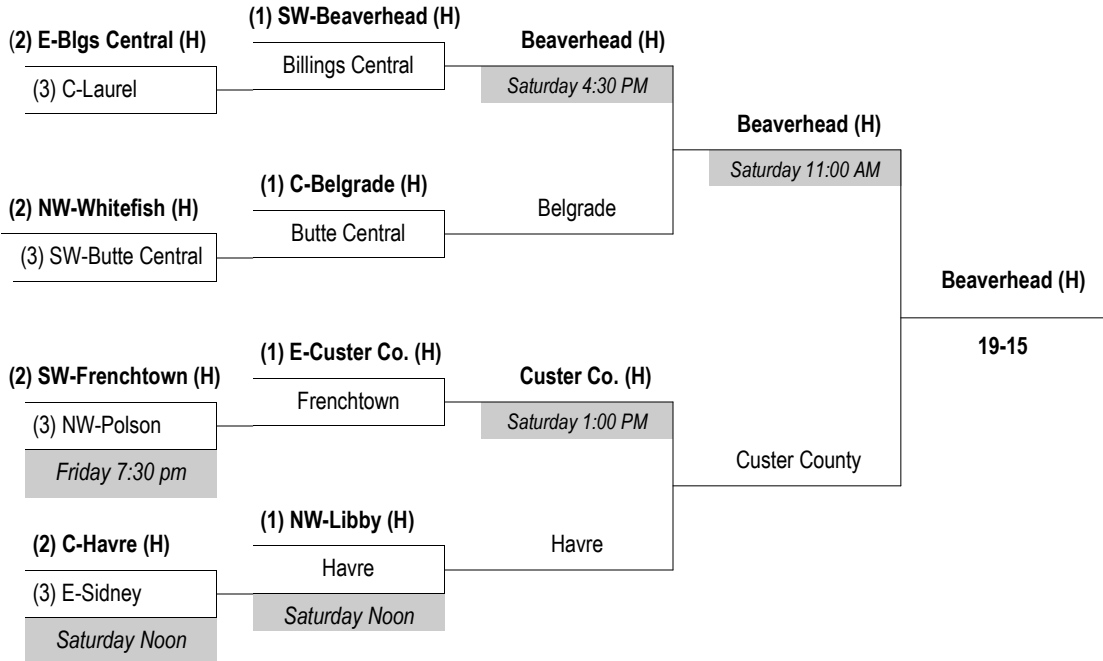 (2) E-Blgs Central (H)
(3) C-Laurel
(2) NW-Whitefish (H)
(3) SW-Butte Central
(2) SW-Frenchtown (H)
(3) NW-Polson
Friday 7:30 pm
(2) C-Havre (H)
(3) E-Sidney
Saturday Noon
(1) SW-Beaverhead (H)
Billings Central
(1) C-Belgrade (H)
Butte Central
(1) E-Custer Co. (H)
Frenchtown
(1) NW-Libby (H)
Havre
Saturday Noon
Beaverhead (H)
Saturday 4:30 PM
Belgrade
Custer Co. (H)
Saturday 1:00 PM
Havre
Beaverhead (H)
Saturday 11:00 AM
Custer County
Beaverhead (H)
19-15